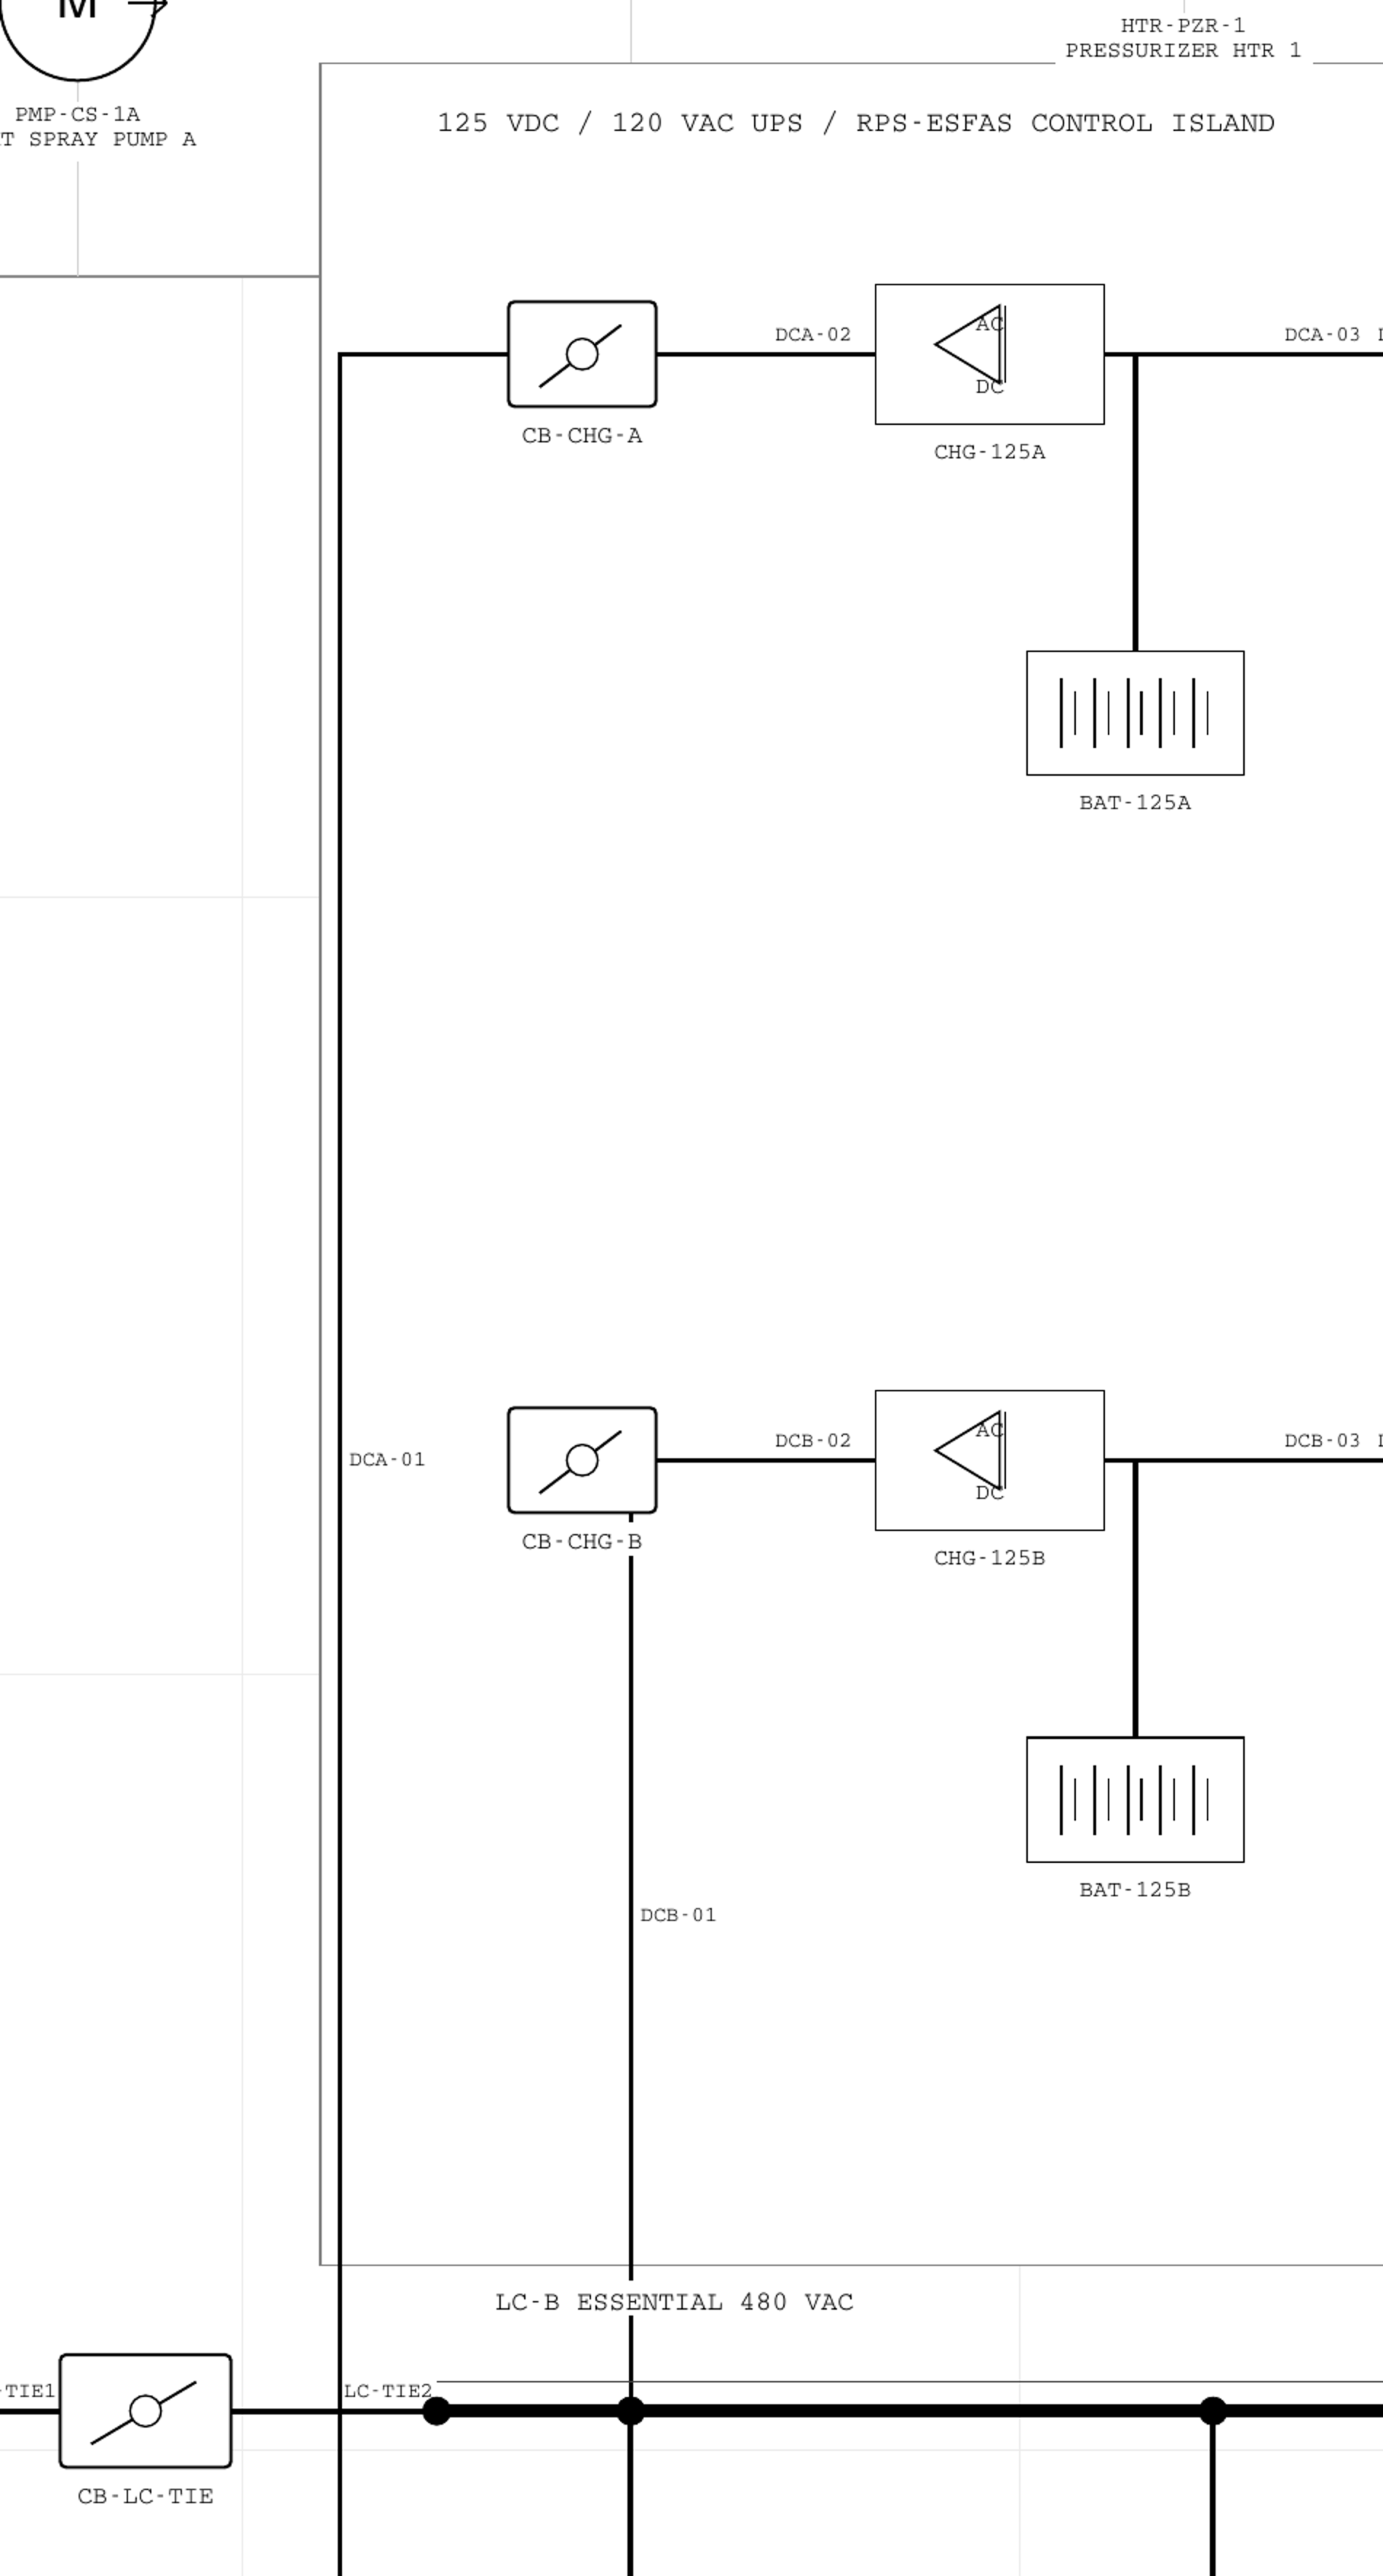 M
HTR-PZR-1
PRESSURIZER HTR 1
PMP-CS-1A
T SPRAY PUMP A
125 VDC / 120 VAC UPS / RPS-ESFAS CONTROL ISLAND
DCA-02
AC
DC
DCA-03
CB-CHG-A
CHG-125A
BAT-125A
DCA-01
DCB-02
AC
DC
DCB-03
CB-CHG-B
CHG-125B
BAT-125B
DCB-01
LC-B ESSENTIAL 480 VAC
-TIE1
LC-TIE2
CB-LC-TIE